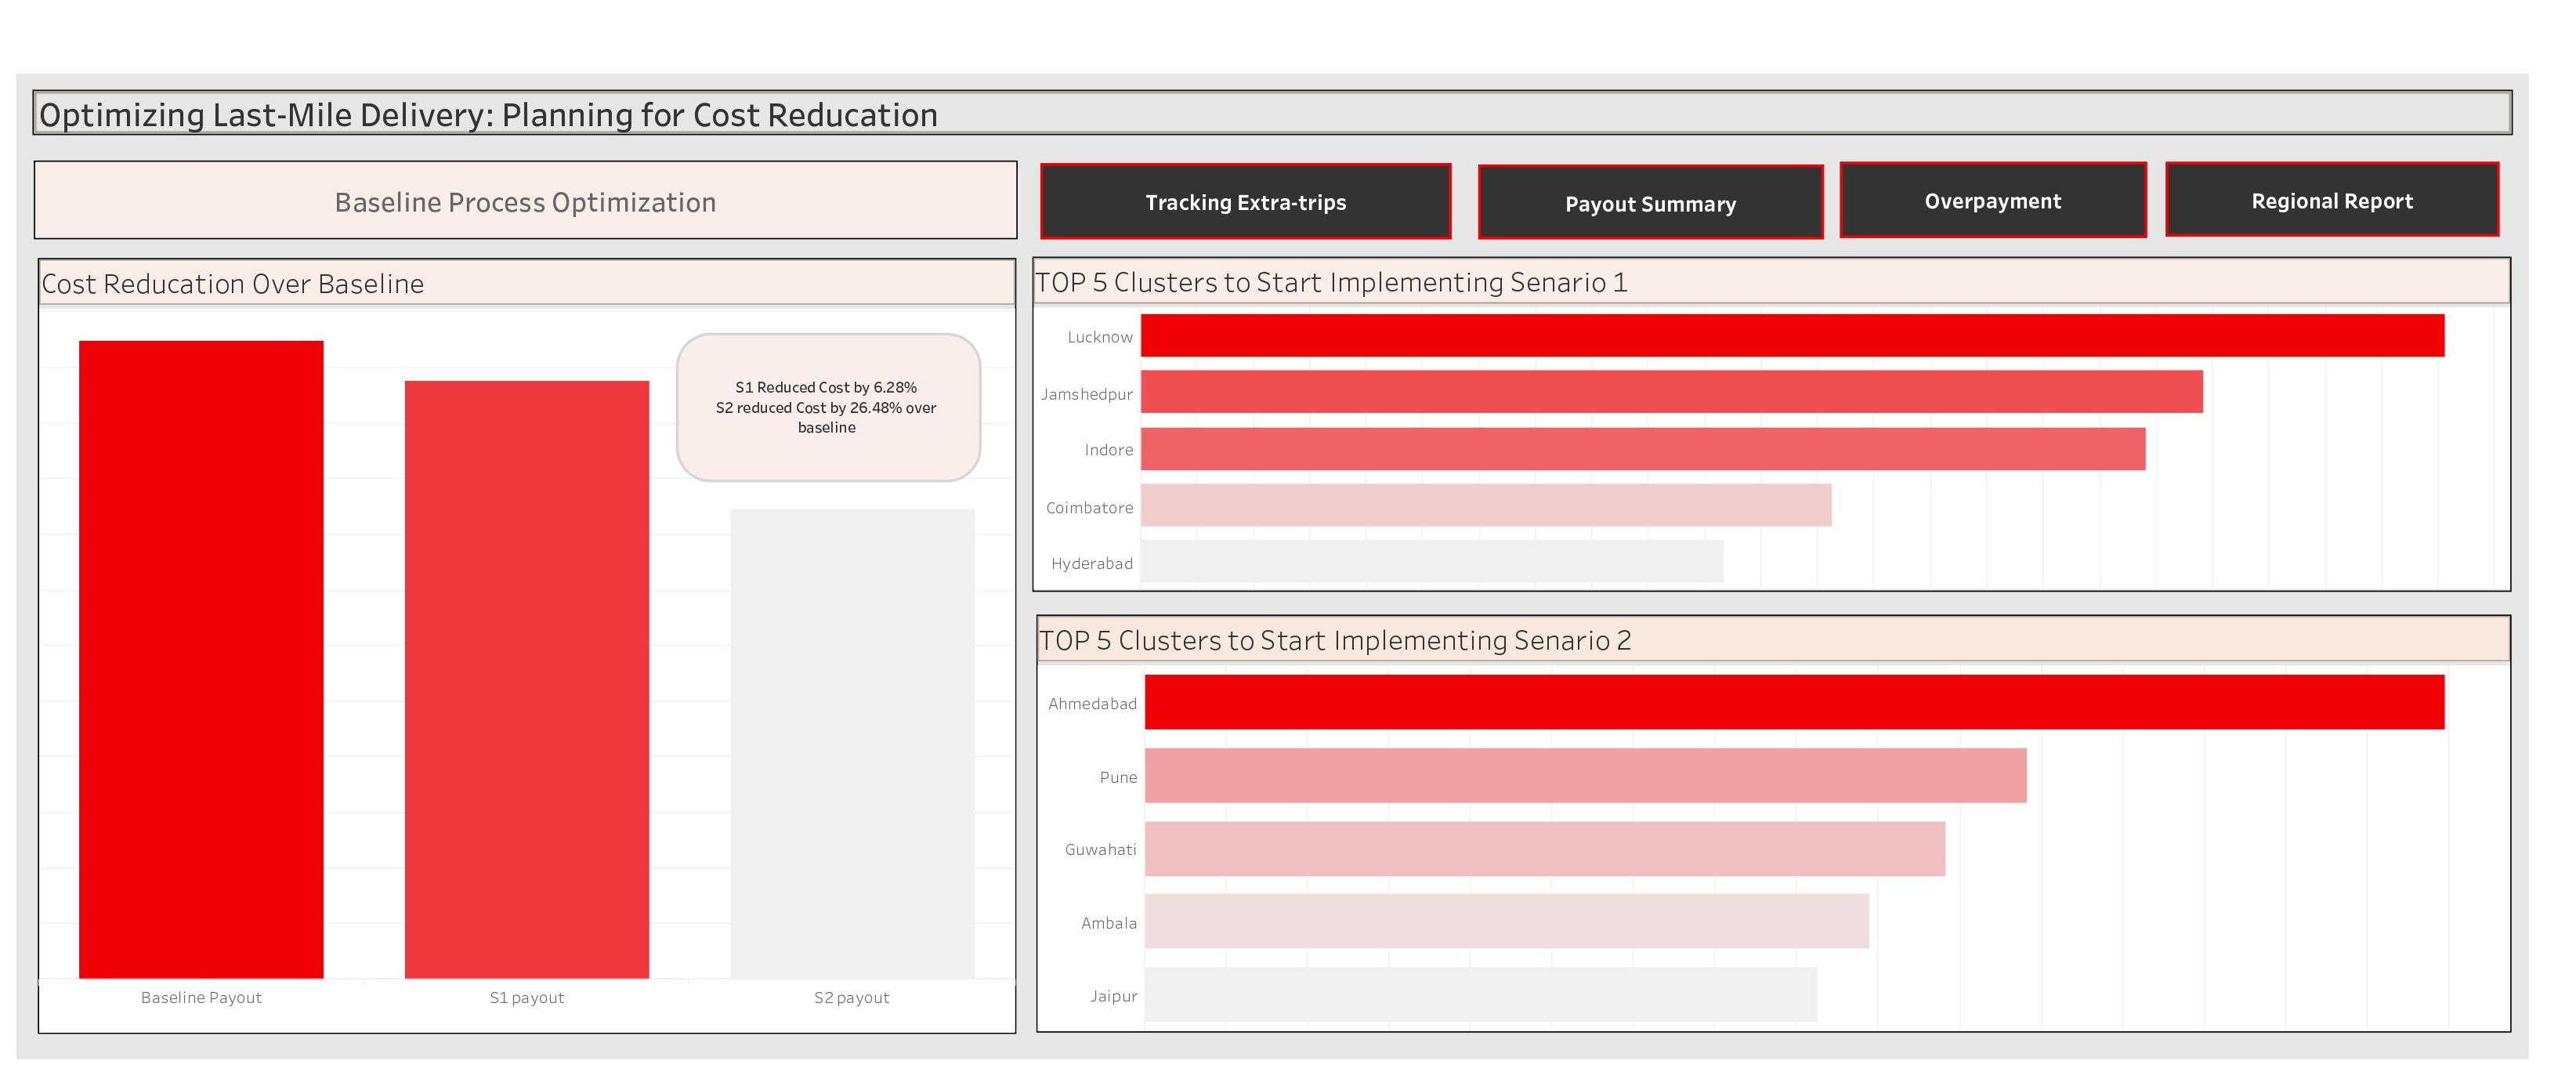 Optimizing Last-Mile Delivery: Planning for Cost Reducation
Baseline Process Optimization
Tracking Extra-trips
Payout Summary
Overpayment
Regional Report
Cost Reducation Over Baseline
S1 Reduced Cost by 6.28%
S2 reduced Cost by 26.48% over
baseline
Baseline Payout
S1 payout
S2 payout
TOP 5 Clusters to Start Implementing Senario 1
Lucknow
Jamshedpur
Indore
Coimbatore
Hyderabad
TOP 5 Clusters to Start Implementing Senario 2
Ahmedabad
Pune
Guwahati
Ambala
Jaipur